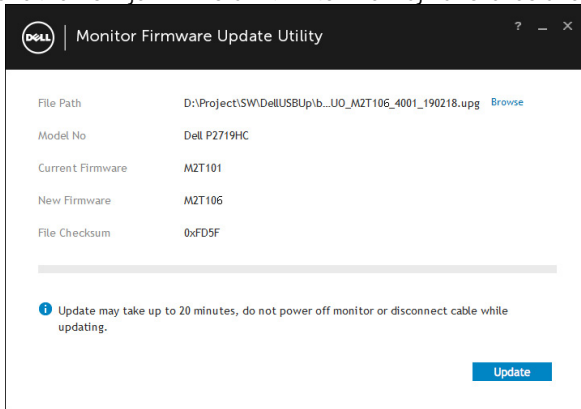 DELL
Monitor Firmware Update Utility
? _ ×
File Path D:\Project\SW\DellUSBUp\b...UO_M2T106_4001_190218.upg Browse
Model No Dell P2719HC
Current Firmware M2T101
New Firmware M2T106
File Checksum 0xFD5F
Update may take up to 20 minutes, do not power off monitor or disconnect cable while
updating.
Update